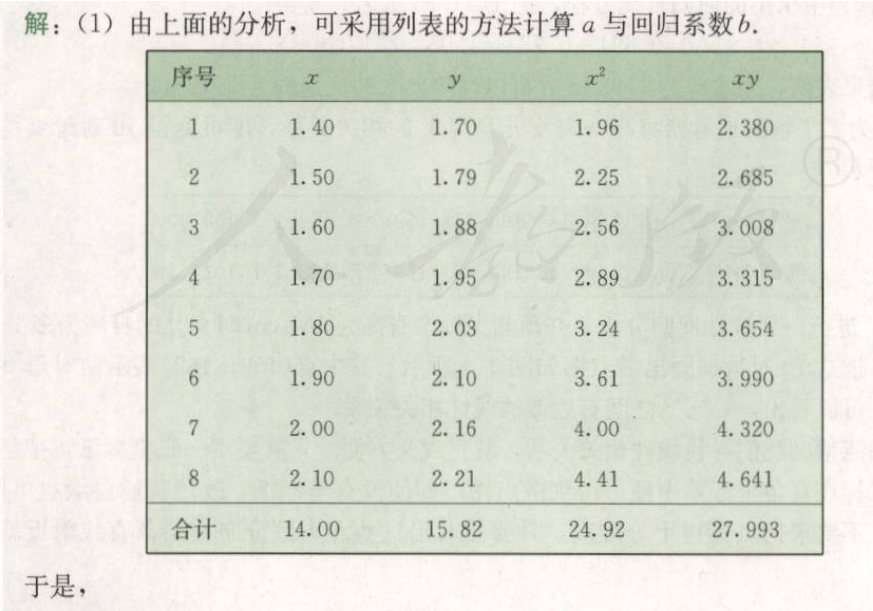 解：(1) 由上面的分析，可采用列表的方法计算 a 与回归系数 b.
序号 x y x² xy
1.40 1.70 1.96 2.380
2 1.50 1.79 2.25 2.685
3 1.60 1.88 2.56 3.008
4 1.70 1.95 2.89 3.315
5 1.80 2.03 3.24 3.654
6 1.90 2.10 3.61 3.990
7 2.00 2.16 4.00 4.320
8 2.10 2.21 4.41 4.641
合计 14.00 15.82 24.92 27.993
人教版®
于是，